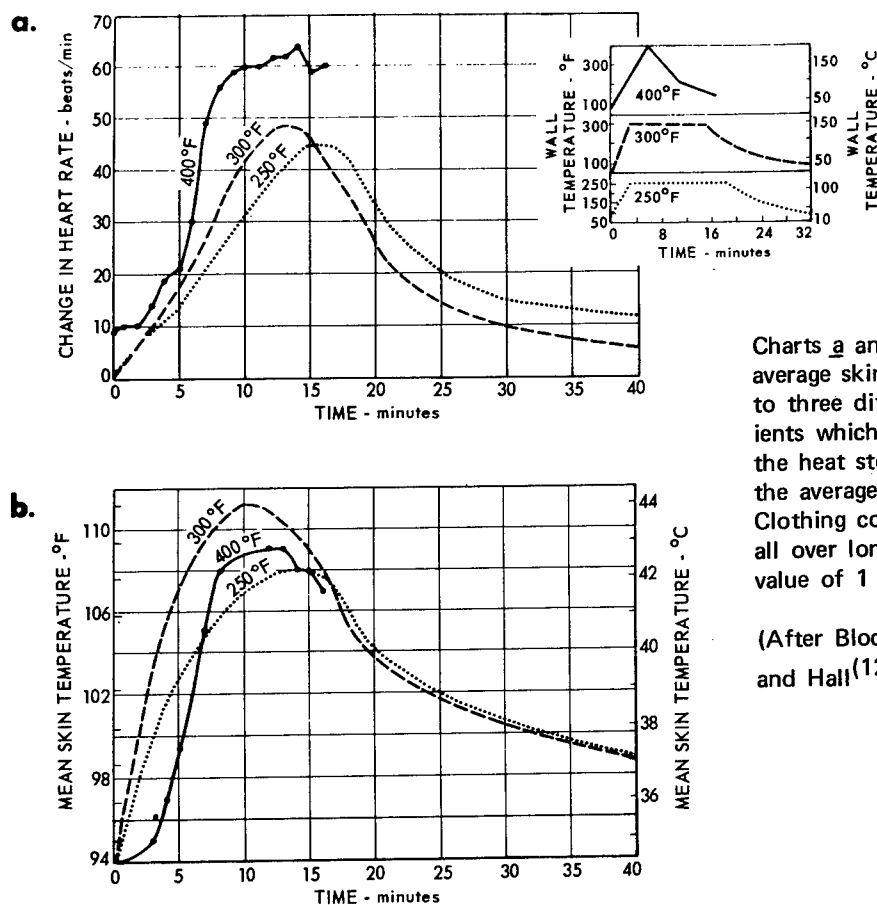 a.
CHANGE IN HEART RATE - beats/min
70
60
50
40
30
20
10
0
400°F
300°F
250°F
0 5 10 15 20 25 30 35 40
TIME - minutes
WALL TEMPERATURE - °F
300
100
300
100
250
150
50
400°F
300°F
250°F
150
50
150
50
100
10
WALL TEMPERATURE - °C
0 8 16 24 32
TIME - minutes
Charts a an
average skin
to three dif
ients which
the heat sto
the average
Clothing co
all over lon
value of 1
(After Bloc
and Hall(12
b.
MEAN SKIN TEMPERATURE - °F
110
106
102
98
94
300°F
400°F
250°F
44
42
40
38
36
MEAN SKIN TEMPERATURE - °C
0 5 10 15 20 25 30 35 40
TIME - minutes